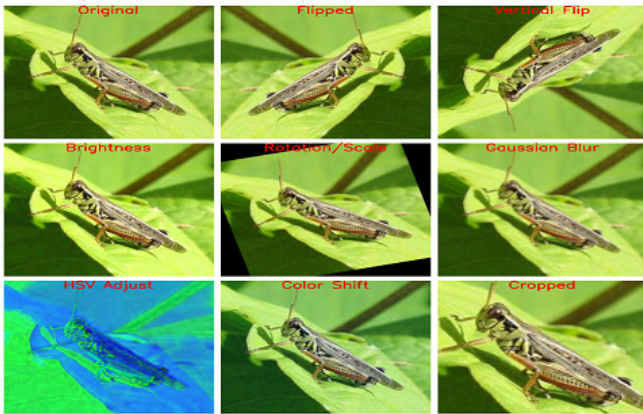 Original
Flipped
Vertical Flip
Brightness
Rotation/Scale
Gaussian Blur
HSV Adjust
Color Shift
Cropped